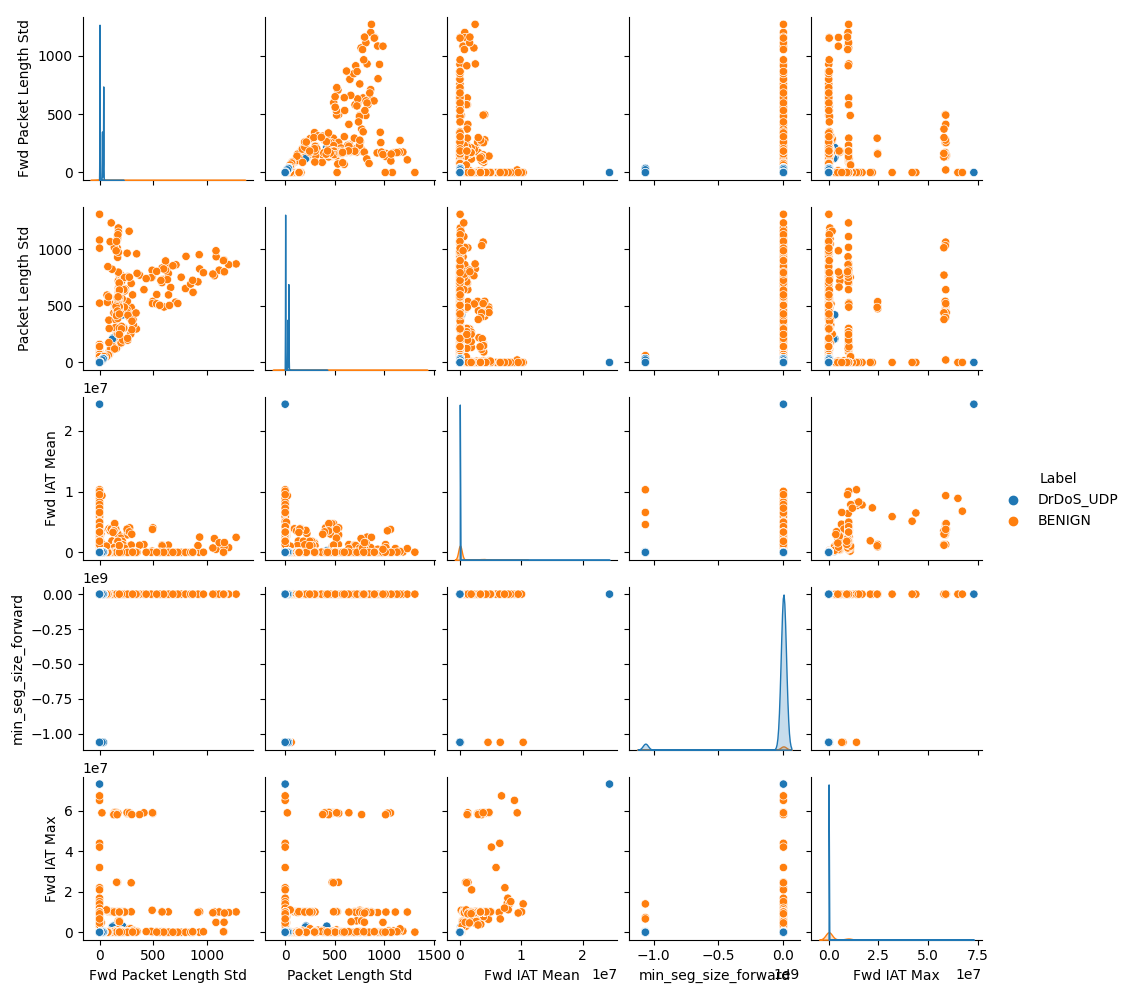 Fwd Packet Length Std
1000
500
0
0 500 1000
Packet Length Std
1000
500
0
1e7
Fwd IAT Mean
2
1
0
1e9
min_seg_size_forward
0.00
−0.25
−0.50
−0.75
−1.00
1e7
Fwd IAT Max
6
4
2
0
0 500 1000
0 500 1000 1500
0 1 2
−1.0 −0.5 0.0
0.0 2.5 5.0 7.5
1e7
1e9
1e7
Fwd Packet Length Std
Packet Length Std
Fwd IAT Mean
min_seg_size_forward
Fwd IAT Max
Label
DrDoS_UDP
BENIGN